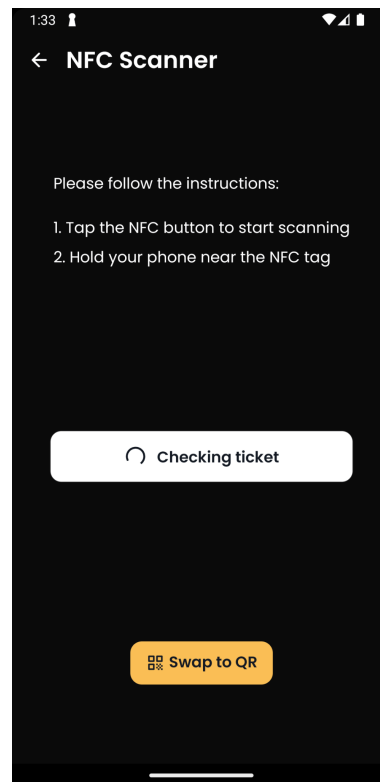 1:33
NFC Scanner
Please follow the instructions:
1. Tap the NFC button to start scanning
2. Hold your phone near the NFC tag
Checking ticket
Swap to QR